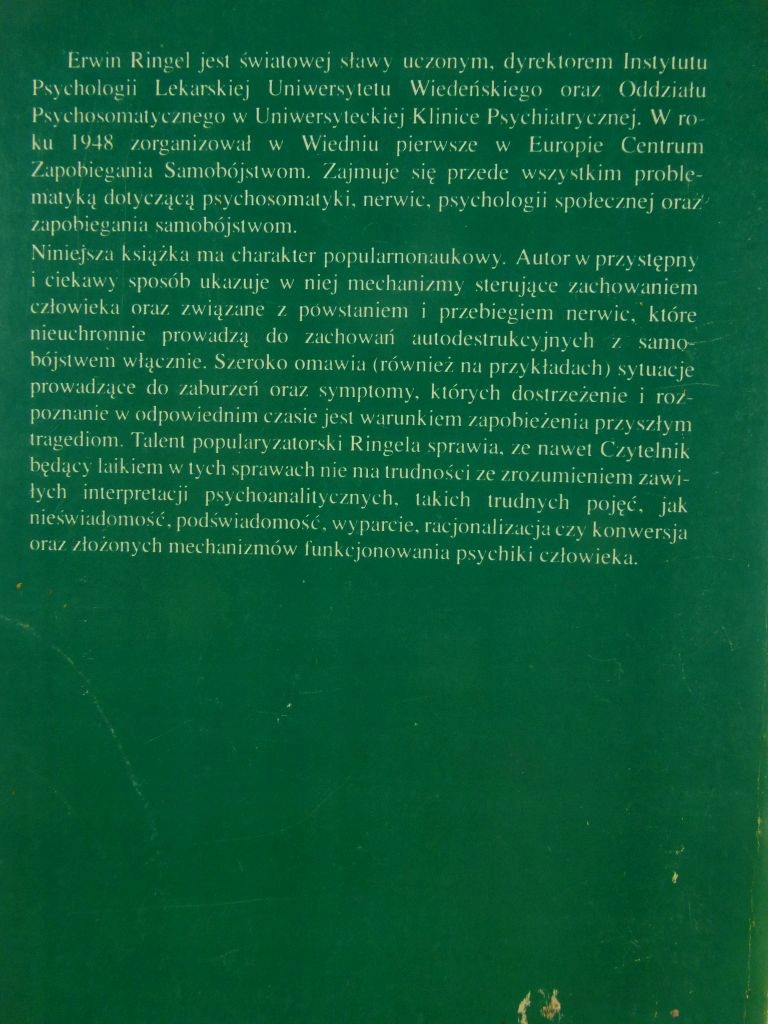 Erwin Ringel jest światowej sławy uczonym, dyrektorem Instytutu
Psychologii Lekarskiej Uniwersytetu Wiedeńskiego oraz Oddziału
Psychosomatycznego w Uniwersyteckiej Klinice Psychiatrycznej. W ro-
ku 1948 zorganizował w Wiedniu pierwsze w Europie Centrum
Zapobiegania Samobójstwom. Zajmuje się przede wszystkim proble-
matyką dotyczącą psychosomatyki, nerwic, psychologii społecznej oraz
zapobiegania samobójstwom.
Niniejsza książka ma charakter popularnonaukowy. Autor w przystępny
i ciekawy sposób ukazuje w niej mechanizmy sterujące zachowaniem
człowieka oraz związane z powstaniem i przebiegiem nerwic, które
nieuchronnie prowadzą do zachowań autodestrukcyjnych z samo-
bójstwem włącznie. Szeroko omawia (również na przykładach) sytuacje
prowadzące do zaburzeń oraz symptomy, których dostrzeżenie i roz-
poznanie w odpowiednim czasie jest warunkiem zapobieżenia przyszłym
tragediom. Talent popularyzatorski Ringela sprawia, ze nawet Czytelnik
będący laikiem w tych sprawach nie ma trudności ze zrozumieniem zawi-
łych interpretacji psychoanalitycznych, takich trudnych pojęć, jak
nieświadomość, podświadomość, wyparcie, racjonalizacja czy konwersja
oraz złożonych mechanizmów funkcjonowania psychiki człowieka.